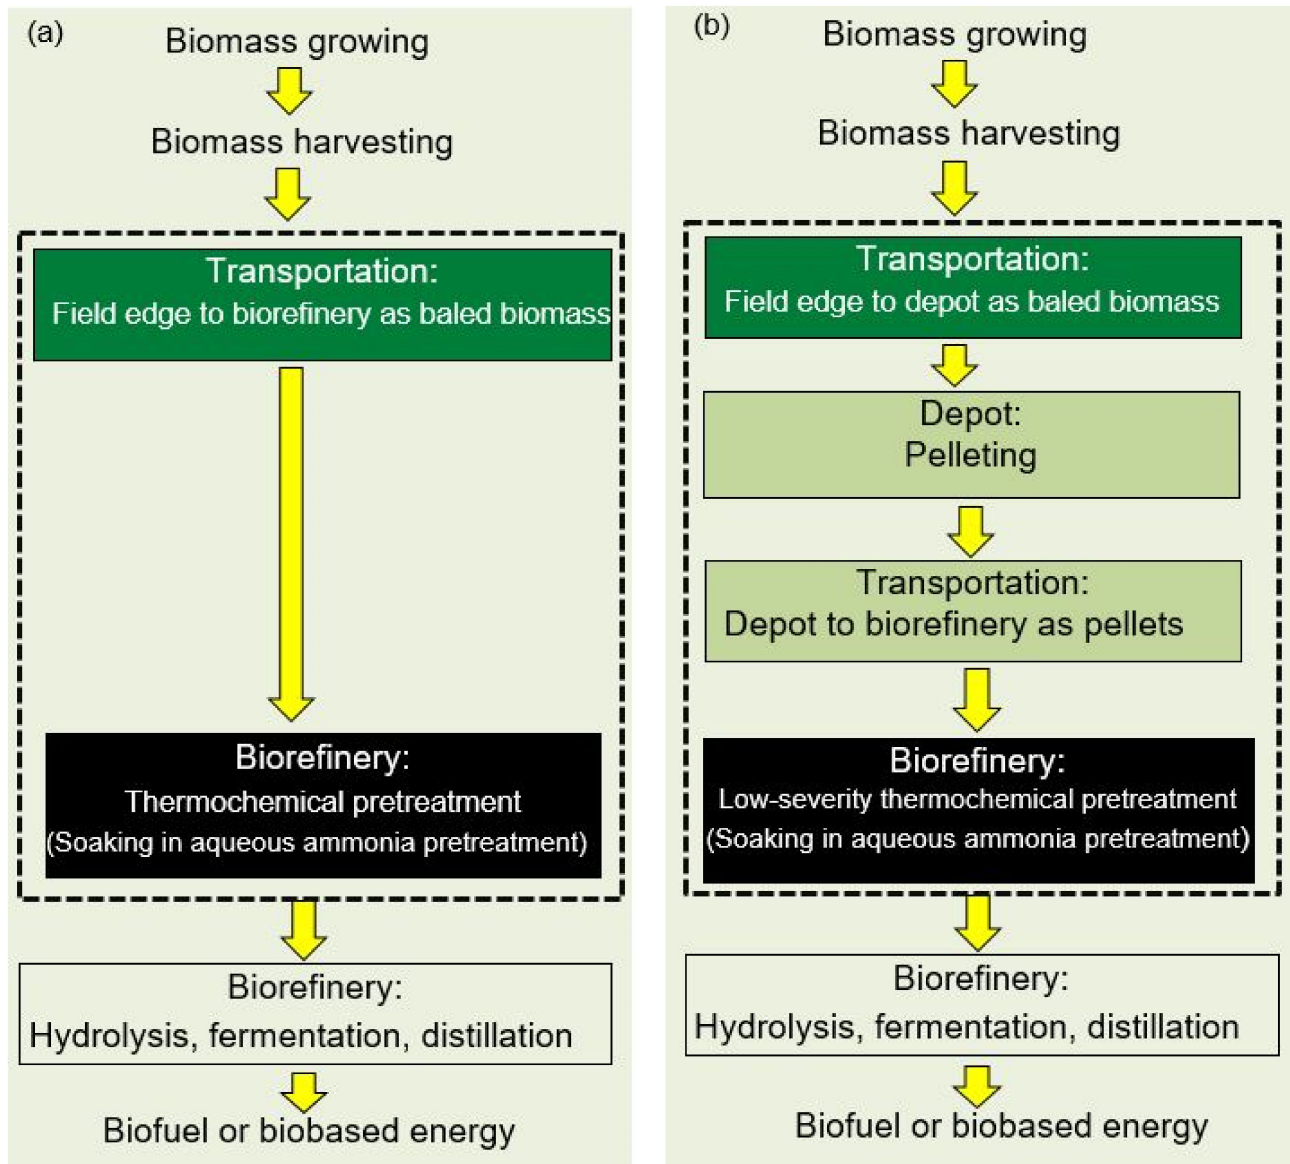 (a)
Biomass growing
Biomass harvesting
Transportation:
Field edge to biorefinery as baled biomass
Biorefinery:
Thermochemical pretreatment
(Soaking in aqueous ammonia pretreatment)
Biorefinery:
Hydrolysis, fermentation, distillation
Biofuel or biobased energy
(b)
Biomass growing
Biomass harvesting
Transportation:
Field edge to depot as baled biomass
Depot:
Pelleting
Transportation:
Depot to biorefinery as pellets
Biorefinery:
Low-severity thermochemical pretreatment
(Soaking in aqueous ammonia pretreatment)
Biorefinery:
Hydrolysis, fermentation, distillation
Biofuel or biobased energy